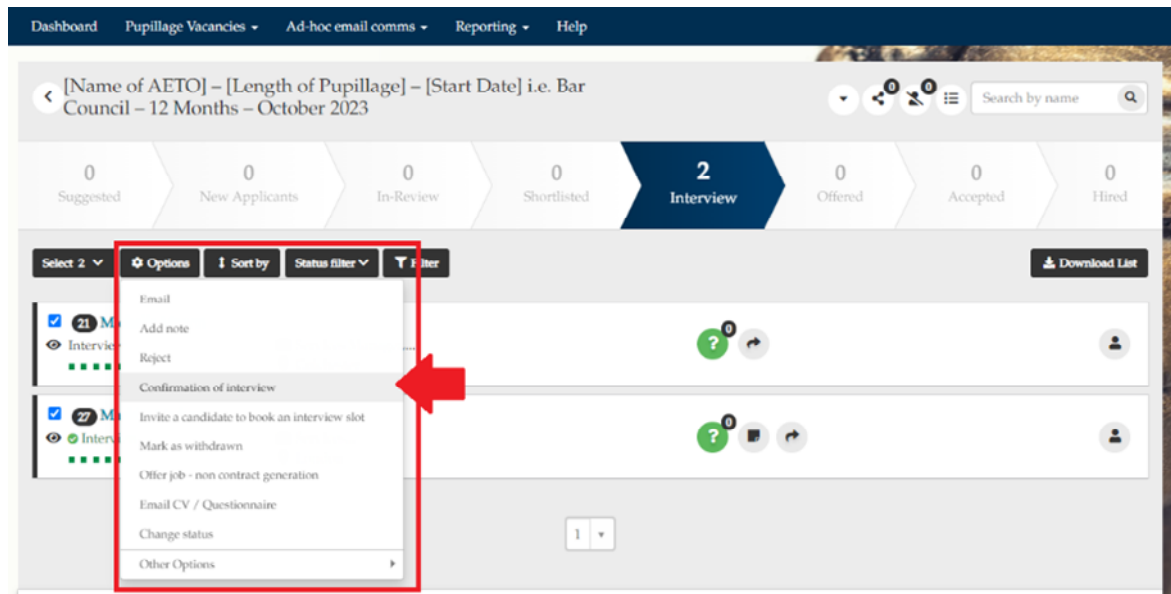 Dashboard Pupillage Vacancies Ad-hoc email comms Reporting Help
[Name of AETO] – [Length of Pupillage] – [Start Date] i.e. Bar
Council – 12 Months – October 2023
0 0 Search by name
0 0 0 0 2 0 0 0
Suggested New Applicants In-Review Shortlisted Interview Offered Accepted Hired
Select 2 Options Sort by Status filter Filter Download List
Email
21
Add note
? 0
Reject
Confirmation of interview
27
Invite a candidate to book an interview slot
? 0
Mark as withdrawn
Offer job - non contract generation
Email CV / Questionnaire
Change status
1
Other Options